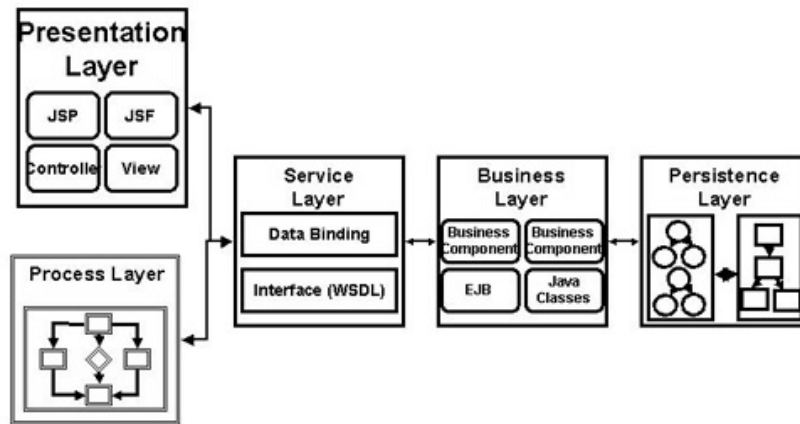 Presentation
Layer
JSP
JSF
Controller
View
Process Layer
Service
Layer
Data Binding
Interface (WSDL)
Business
Layer
Business
Component
Business
Component
EJB
Java
Classes
Persistence
Layer